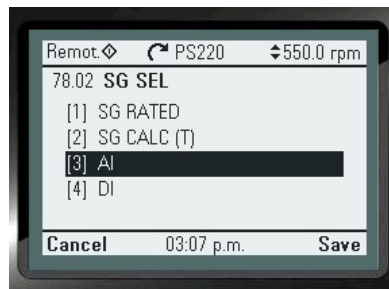 Remot. PS220 550.0 rpm
78.02 SG SEL
[1] SG RATED
[2] SG CALC (T)
[3] AI
[4] DI
Cancel 03:07 p.m. Save